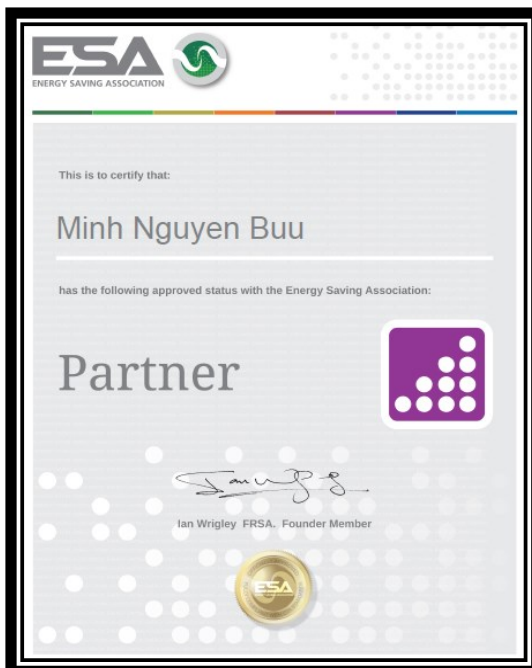 ESA
ENERGY SAVING ASSOCIATION
This is to certify that:
Minh Nguyen Buu
has the following approved status with the Energy Saving Association:
Partner
Ian Wrigley FRSA. Founder Member
ESA